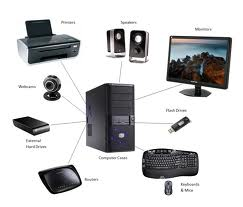 Printers
Speakers
Monitors
Webcams
Flash Drives
External
Hard Drives
Computer Cases
Routers
Keyboards
& Mice